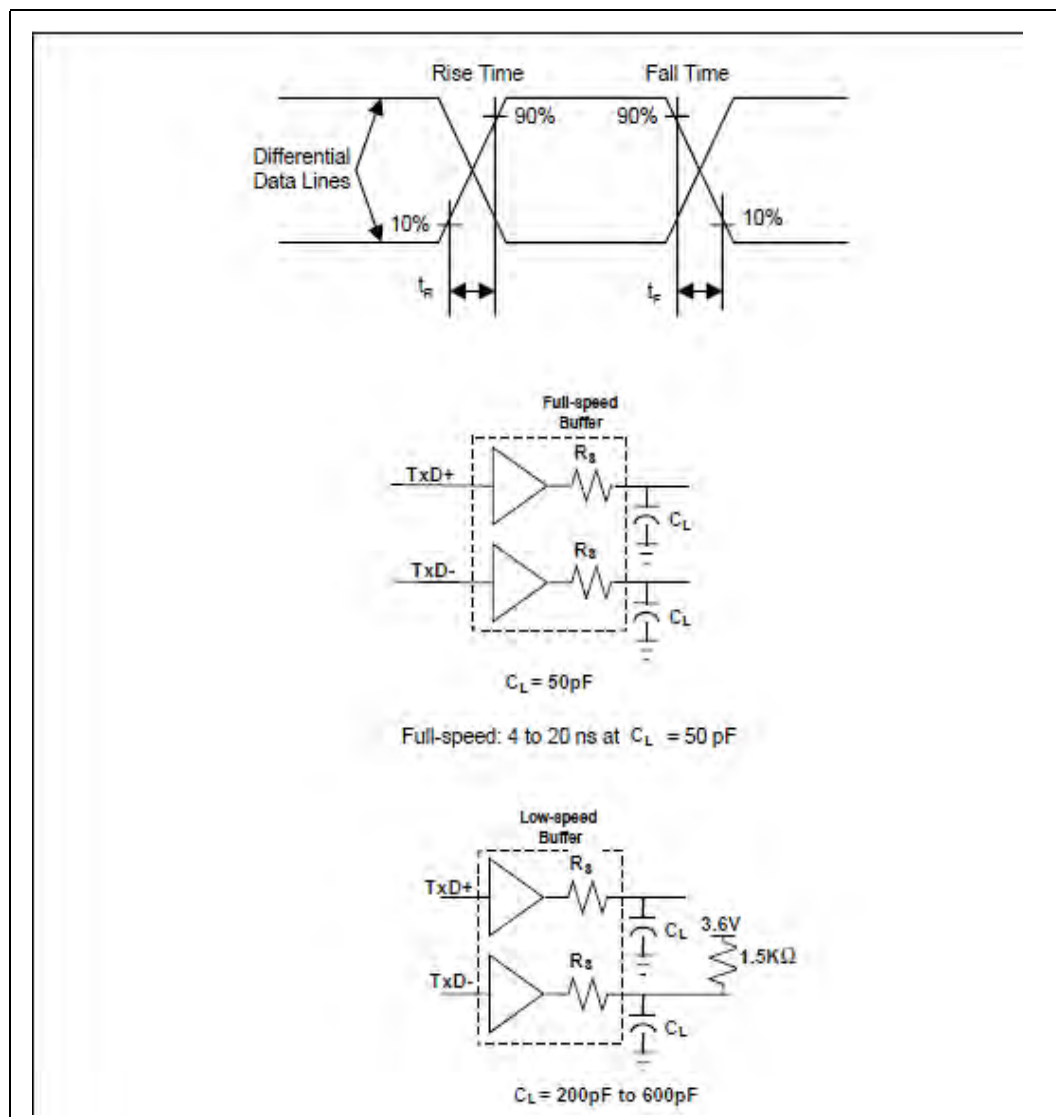 Rise Time
Fall Time
90%
90%
Differential
Data Lines
10%
10%
tR
tF
Full-speed
Buffer
TxD+
RS
CL
TxD-
RS
CL
CL = 50pF
Full-speed: 4 to 20 ns at CL = 50 pF
Low-speed
Buffer
TxD+
RS
CL
3.6V
1.5KΩ
TxD-
RS
CL
CL = 200pF to 600pF